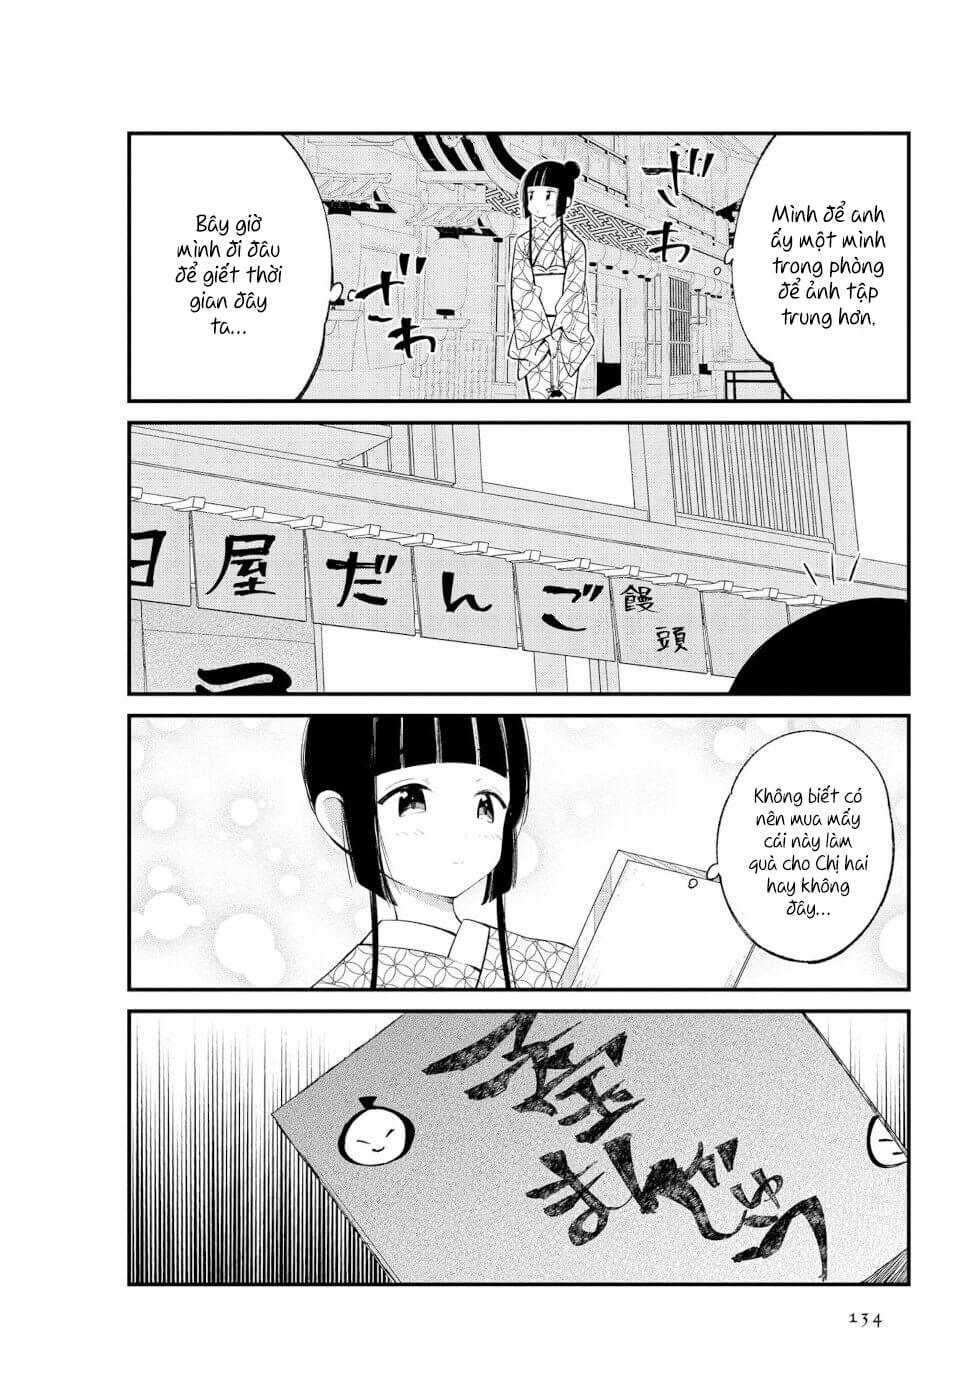 Mình để anh
ấy một mình
trong phòng
để ảnh tập
trung hơn.
ざわ
ざわ
Bây giờ
mình đi đâu
để giết thời
gian đây
ta...
屋だんご
饅
頭
Không biết có
nên mua mấy
cái này làm
quà cho Chị hai
hay không
đây...
まんじゅう
134